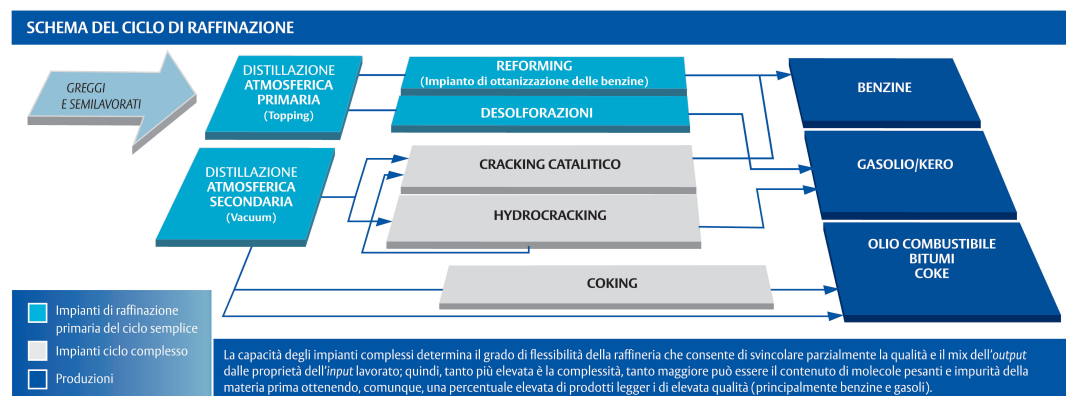 SCHEMA DEL CICLO DI RAFFINAZIONE
GREGGI
E SEMILAVORATI
DISTILLAZIONE
ATMOSFERICA
PRIMARIA
(Topping)
REFORMING
(Impianto di ottanizzazione delle benzine)
DESOLFORAZIONI
BENZINE
DISTILLAZIONE
ATMOSFERICA
SECONDARIA
(Vacuum)
CRACKING CATALITICO
HYDROCRACKING
GASOLIO/KERO
COKING
OLIO COMBUSTIBILE
BITUMI
COKE
Impianti di raffinazione
primaria del ciclo semplice
Impianti ciclo complesso
Produzioni
La capacità degli impianti complessi determina il grado di flessibilità della raffineria che consente di svincolare parzialmente la qualità e il mix dell'output
dalle proprietà dell'input lavorato; quindi, tanto più elevata è la complessità, tanto maggiore può essere il contenuto di molecole pesanti e impurità della
materia prima ottenendo, comunque, una percentuale elevata di prodotti legger i di elevata qualità (principalmente benzine e gasoli).